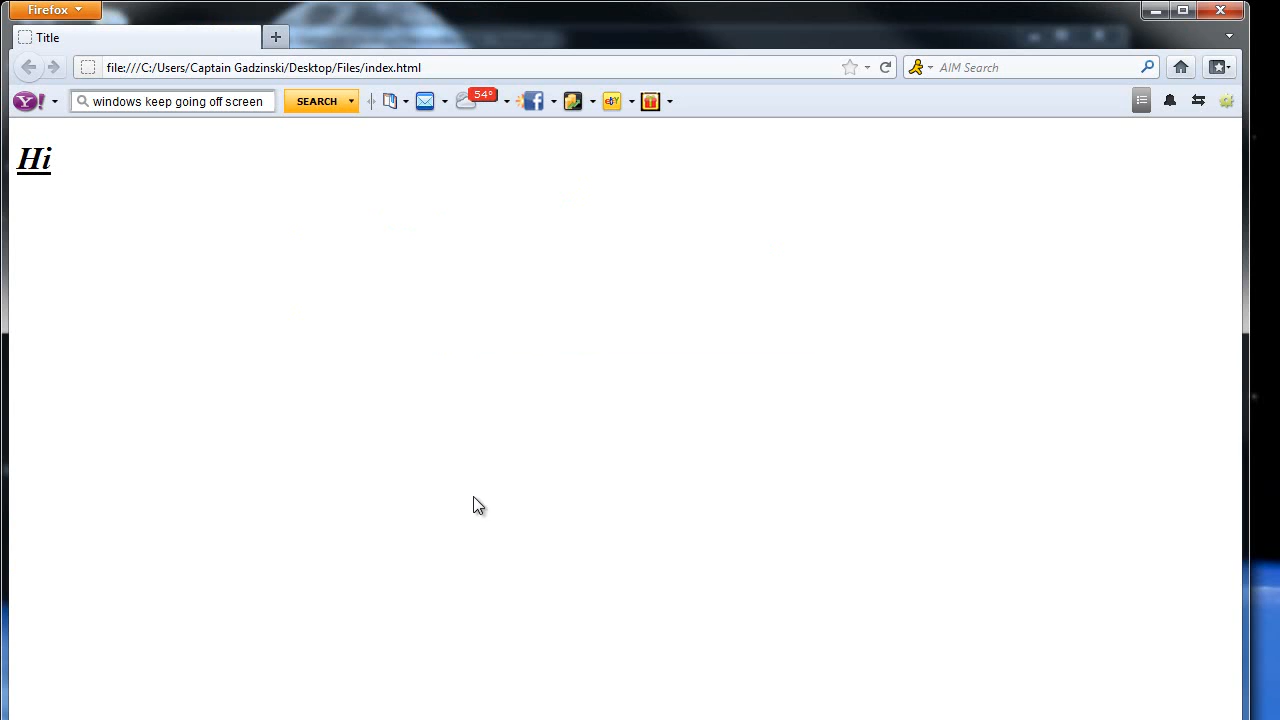 Firefox
Title
file:///C:/Users/Captain Gadzinski/Desktop/Files/index.html
AIM Search
Y!
windows keep going off screen
SEARCH
54°
f
eBY
Hi